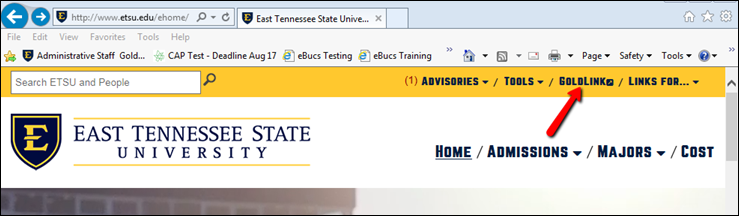 http://www.etsu.edu/ehome/
East Tennessee State Unive...
File Edit View Favorites Tools Help
Administrative Staff Gold... CAP Test - Deadline Aug 17 eBucs Testing eBucs Training » Page Safety Tools »
Search ETSU and People
(1) ADVISORIES / TOOLS / GOLDLINK / LINKS FOR...
E
EAST TENNESSEE STATE
UNIVERSITY
HOME / ADMISSIONS / MAJORS / COST